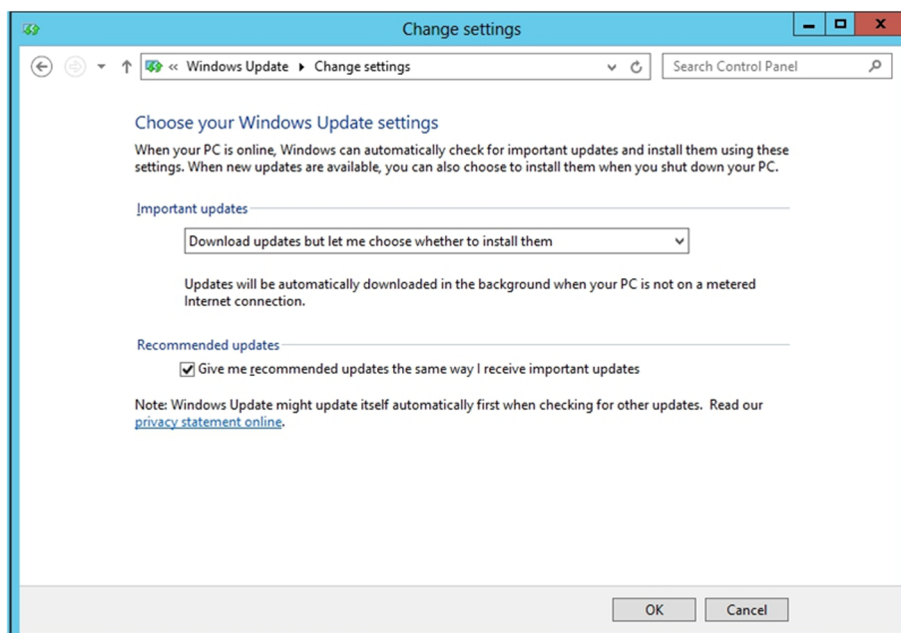 Change settings
« Windows Update ▸ Change settings
Search Control Panel
Choose your Windows Update settings
When your PC is online, Windows can automatically check for important updates and install them using these
settings. When new updates are available, you can also choose to install them when you shut down your PC.
Important updates
Download updates but let me choose whether to install them
Updates will be automatically downloaded in the background when your PC is not on a metered
Internet connection.
Recommended updates
Give me recommended updates the same way I receive important updates
Note: Windows Update might update itself automatically first when checking for other updates. Read our
privacy statement online.
OK
Cancel